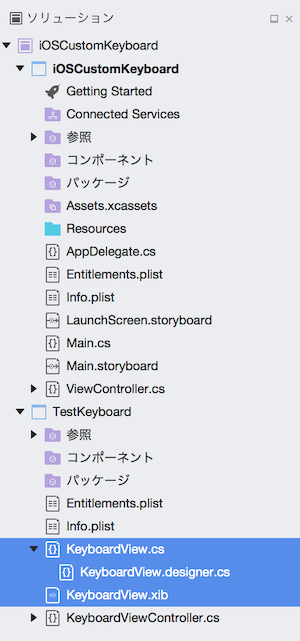 ソリューション
iOSCustomKeyboard
iOSCustomKeyboard
Getting Started
Connected Services
参照
コンポーネント
パッケージ
Assets.xcassets
Resources
AppDelegate.cs
Entitlements.plist
Info.plist
LaunchScreen.storyboard
Main.cs
Main.storyboard
ViewController.cs
TestKeyboard
参照
コンポーネント
パッケージ
Entitlements.plist
Info.plist
KeyboardView.cs
KeyboardView.designer.cs
KeyboardView.xib
KeyboardViewController.cs